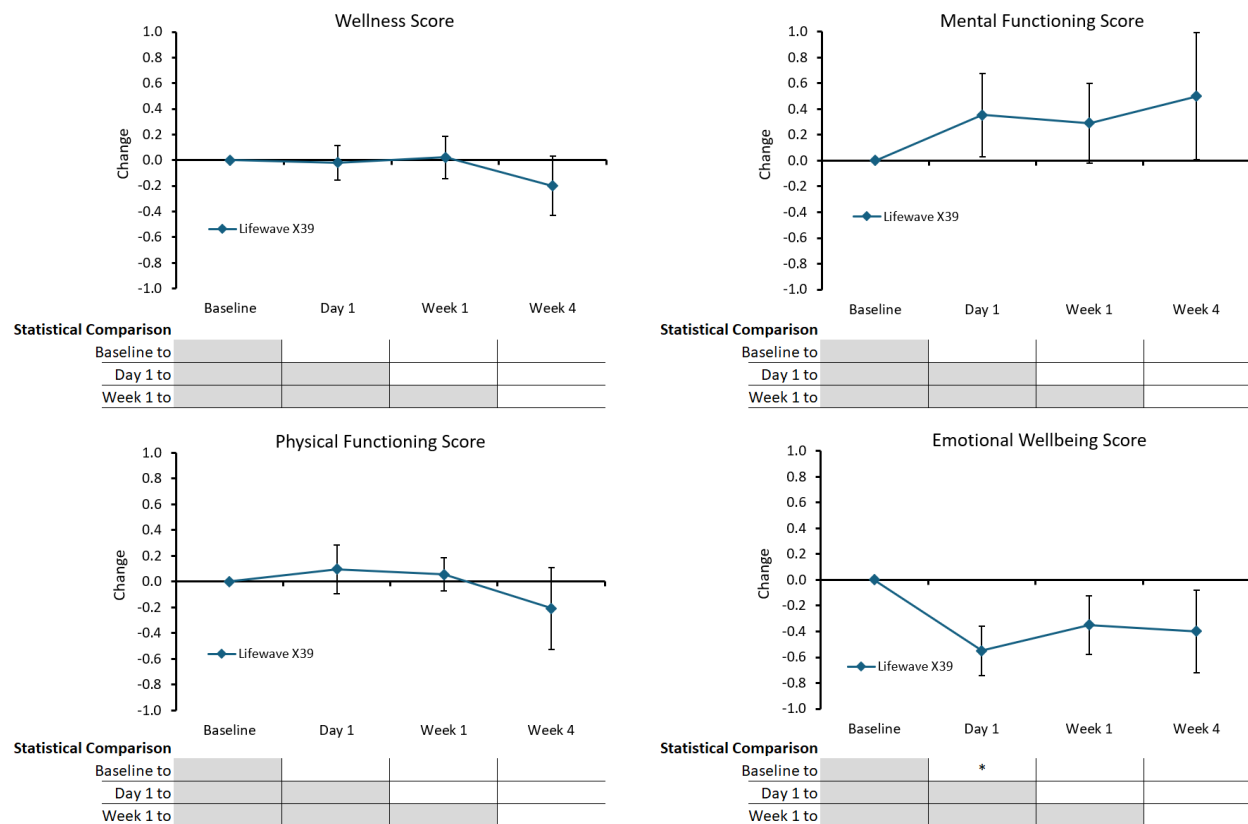 Wellness Score
1.0
0.8
0.6
0.4
0.2
0.0
-0.2
-0.4
-0.6
-0.8
-1.0
Change
Lifewave X39
Baseline Day 1 Week 1 Week 4
Statistical Comparison
Baseline to
Day 1 to
Week 1 to
Mental Functioning Score
1.0
0.8
0.6
0.4
0.2
0.0
-0.2
-0.4
-0.6
-0.8
-1.0
Change
Lifewave X39
Baseline Day 1 Week 1 Week 4
Statistical Comparison
Baseline to
Day 1 to
Week 1 to
Physical Functioning Score
1.0
0.8
0.6
0.4
0.2
0.0
-0.2
-0.4
-0.6
-0.8
-1.0
Change
Lifewave X39
Baseline Day 1 Week 1 Week 4
Statistical Comparison
Baseline to
Day 1 to
Week 1 to
Emotional Wellbeing Score
1.0
0.8
0.6
0.4
0.2
0.0
-0.2
-0.4
-0.6
-0.8
-1.0
Change
Lifewave X39
Baseline Day 1 Week 1 Week 4
Statistical Comparison
Baseline to *
Day 1 to
Week 1 to